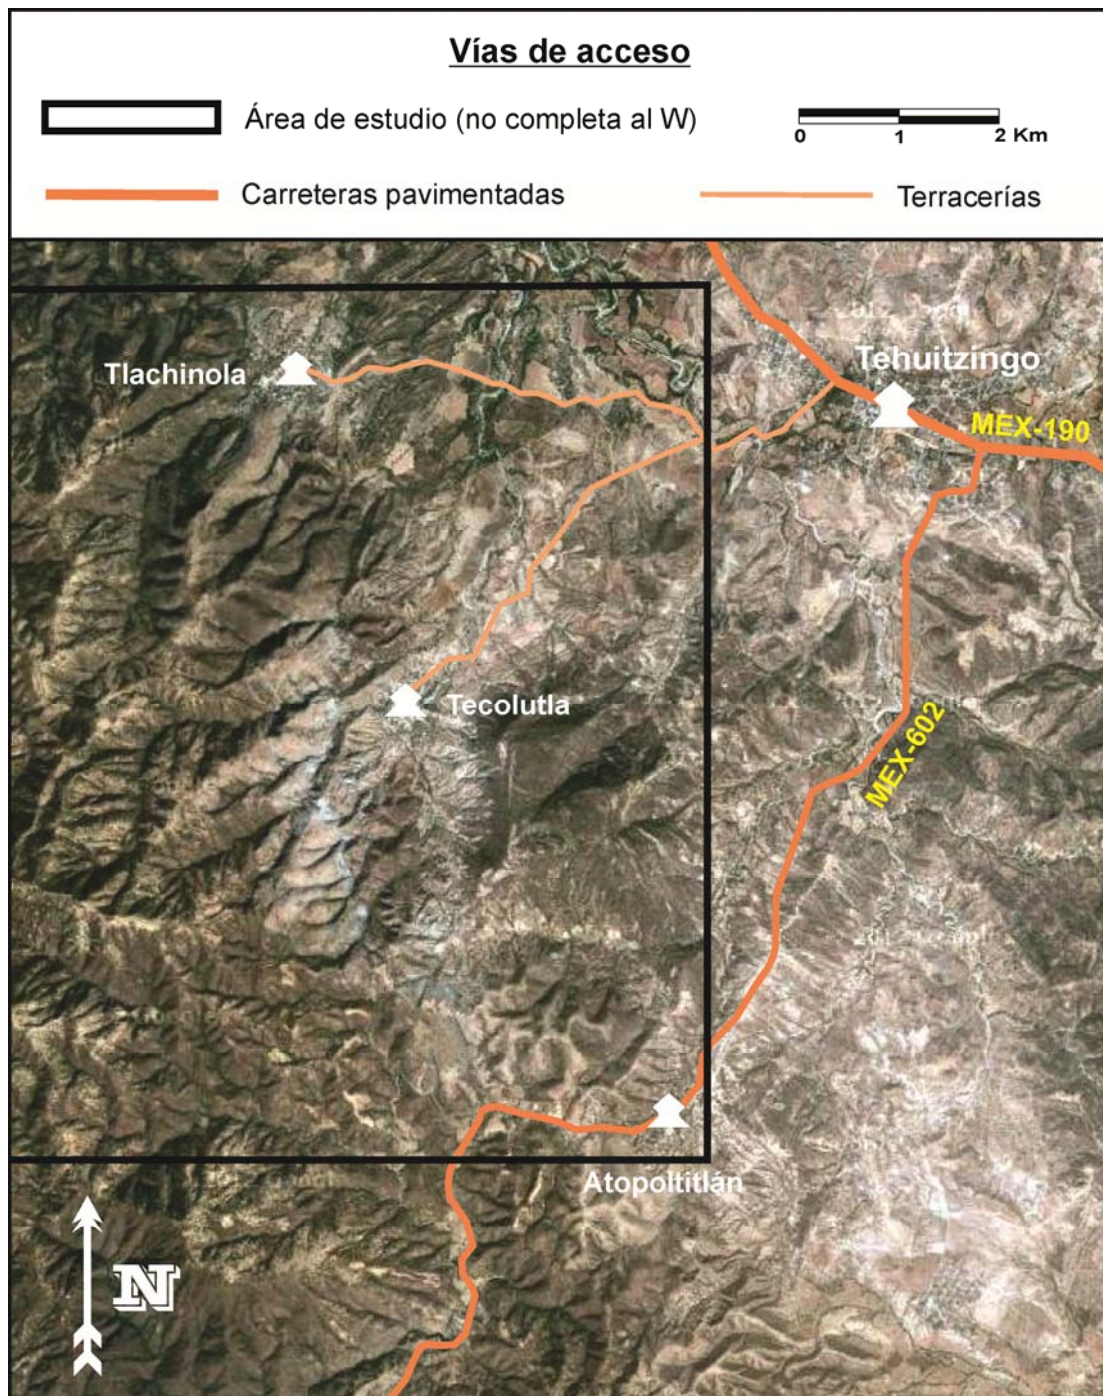 Vías de acceso
Área de estudio (no completa al W)
0 1 2 Km
Carreteras pavimentadas
Terracerías
Tlachinola
Tehuitzingo
MEX-190
Tecolutla
MEX-602
Atopoltitlán
N